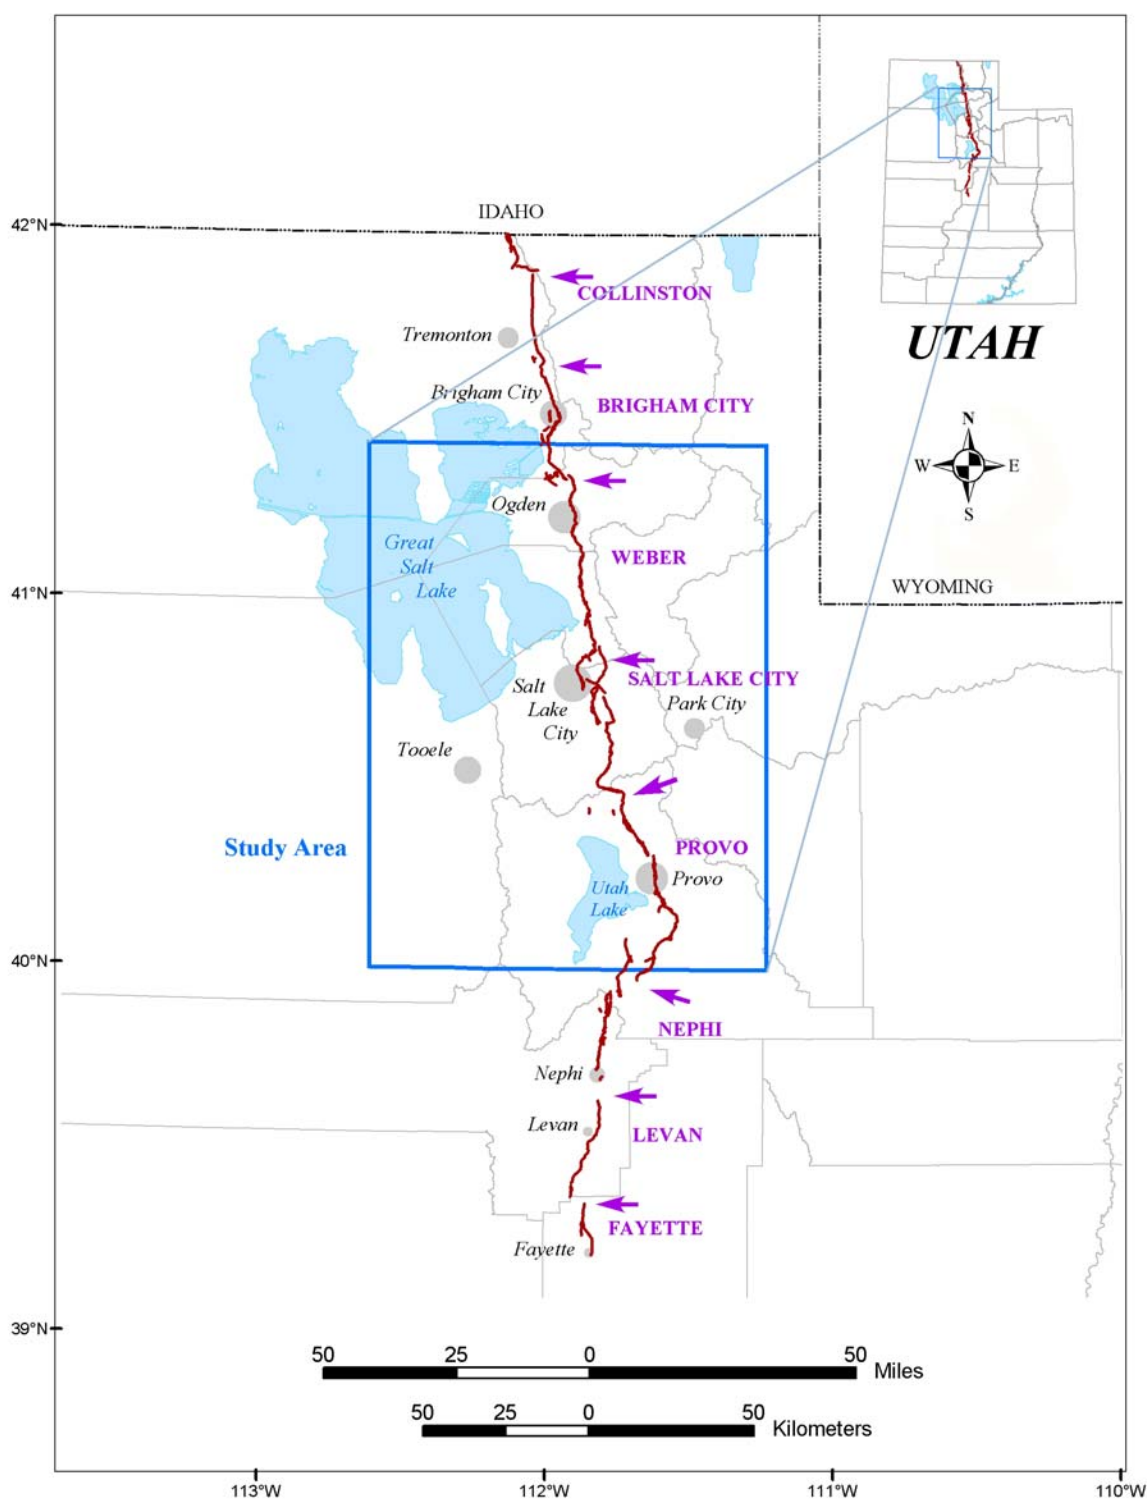 42°N
IDAHO
COLLINSTON
Tremonton
UTAH
Brigham City
BRIGHAM CITY
N
W
E
S
Ogden
Great
Salt
Lake
WEBER
41°N
WYOMING
SALT LAKE CITY
Salt
Lake
City
Park City
Tooele
Study Area
PROVO
Utah
Lake
Provo
40°N
NEPHI
Nephi
Levan
LEVAN
FAYETTE
Fayette
39°N
50 25 0 50
Miles
50 25 0 50
Kilometers
113°W 112°W 111°W 110°W